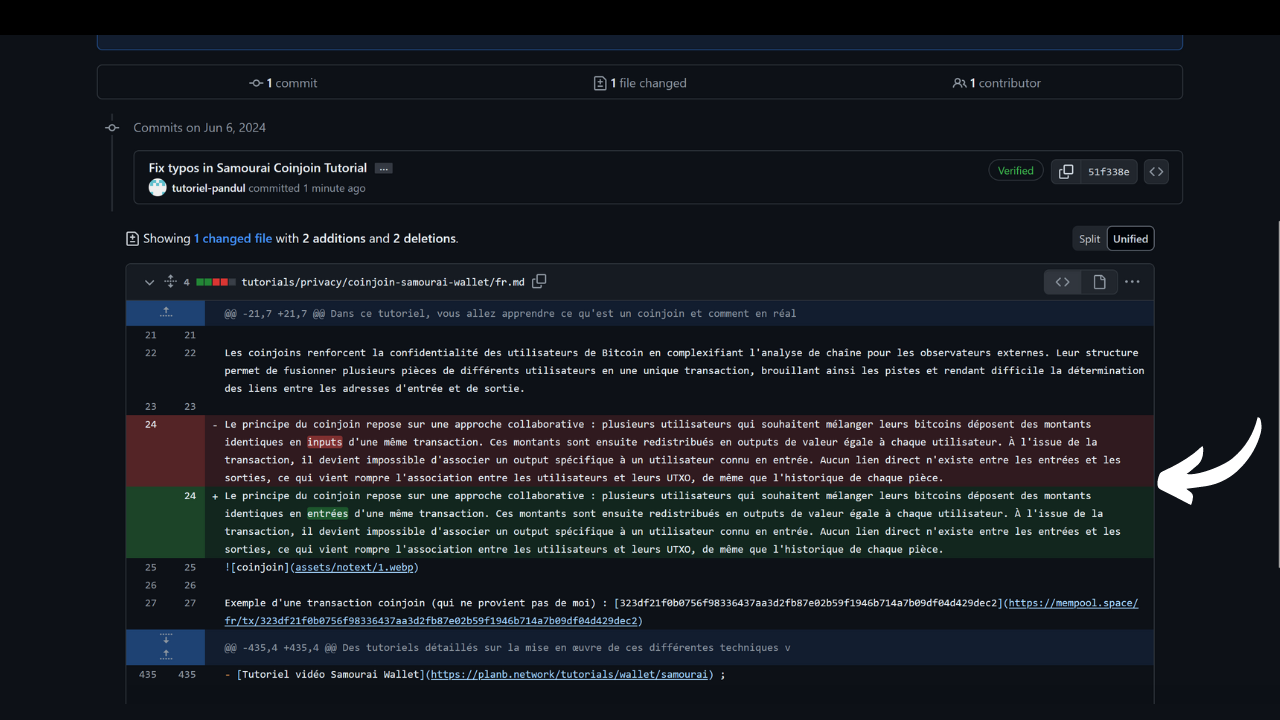 1 commit
1 file changed
1 contributor
Commits on Jun 6, 2024
Fix typos in Samourai Coinjoin Tutorial ...
Verified
51f338e
tutoriel-pandul committed 1 minute ago
Showing 1 changed file with 2 additions and 2 deletions.
Split Unified
4 tutorials/privacy/coinjoin-samourai-wallet/fr.md
@@ -21,7 +21,7 @@ Dans ce tutoriel, vous allez apprendre ce qu'est un coinjoin et comment en réal
21 21
22 22 Les coinjoins renforcent la confidentialité des utilisateurs de Bitcoin en complexifiant l'analyse de chaîne pour les observateurs externes. Leur structure
permet de fusionner plusieurs pièces de différents utilisateurs en une unique transaction, brouillant ainsi les pistes et rendant difficile la détermination
des liens entre les adresses d'entrée et de sortie.
23 23
24 - Le principe du coinjoin repose sur une approche collaborative : plusieurs utilisateurs qui souhaitent mélanger leurs bitcoins déposent des montants
identiques en inputs d'une même transaction. Ces montants sont ensuite redistribués en outputs de valeur égale à chaque utilisateur. À l'issue de la
transaction, il devient impossible d'associer un output spécifique à un utilisateur connu en entrée. Aucun lien direct n'existe entre les entrées et les
sorties, ce qui vient rompre l'association entre les utilisateurs et leurs UTXO, de même que l'historique de chaque pièce.
24 + Le principe du coinjoin repose sur une approche collaborative : plusieurs utilisateurs qui souhaitent mélanger leurs bitcoins déposent des montants
identiques en entrées d'une même transaction. Ces montants sont ensuite redistribués en outputs de valeur égale à chaque utilisateur. À l'issue de la
transaction, il devient impossible d'associer un output spécifique à un utilisateur connu en entrée. Aucun lien direct n'existe entre les entrées et les
sorties, ce qui vient rompre l'association entre les utilisateurs et leurs UTXO, de même que l'historique de chaque pièce.
25 25 ![coinjoin](assets/notext/1.webp)
26 26
27 27 Exemple d'une transaction coinjoin (qui ne provient pas de moi) : [323df21f0b0756f98336437aa3d2fb87e02b59f1946b714a7b09df04d429dec2](https://mempool.space/
fr/tx/323df21f0b0756f98336437aa3d2fb87e02b59f1946b714a7b09df04d429dec2)
@@ -435,4 +435,4 @@ Des tutoriels détaillés sur la mise en œuvre de ces différentes techniques v
435 435 - [Tutoriel vidéo Samourai Wallet](https://planb.network/tutorials/wallet/samourai) ;